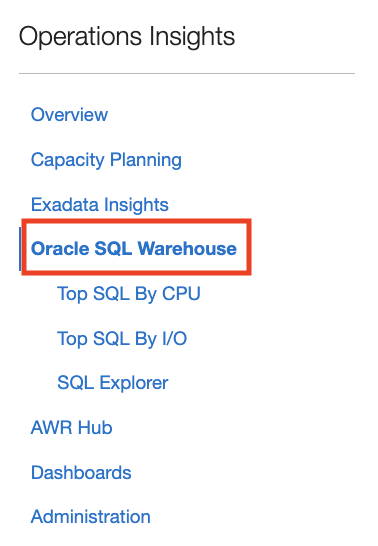 Operations Insights
Overview
Capacity Planning
Exadata Insights
Oracle SQL Warehouse
Top SQL By CPU
Top SQL By I/O
SQL Explorer
AWR Hub
Dashboards
Administration